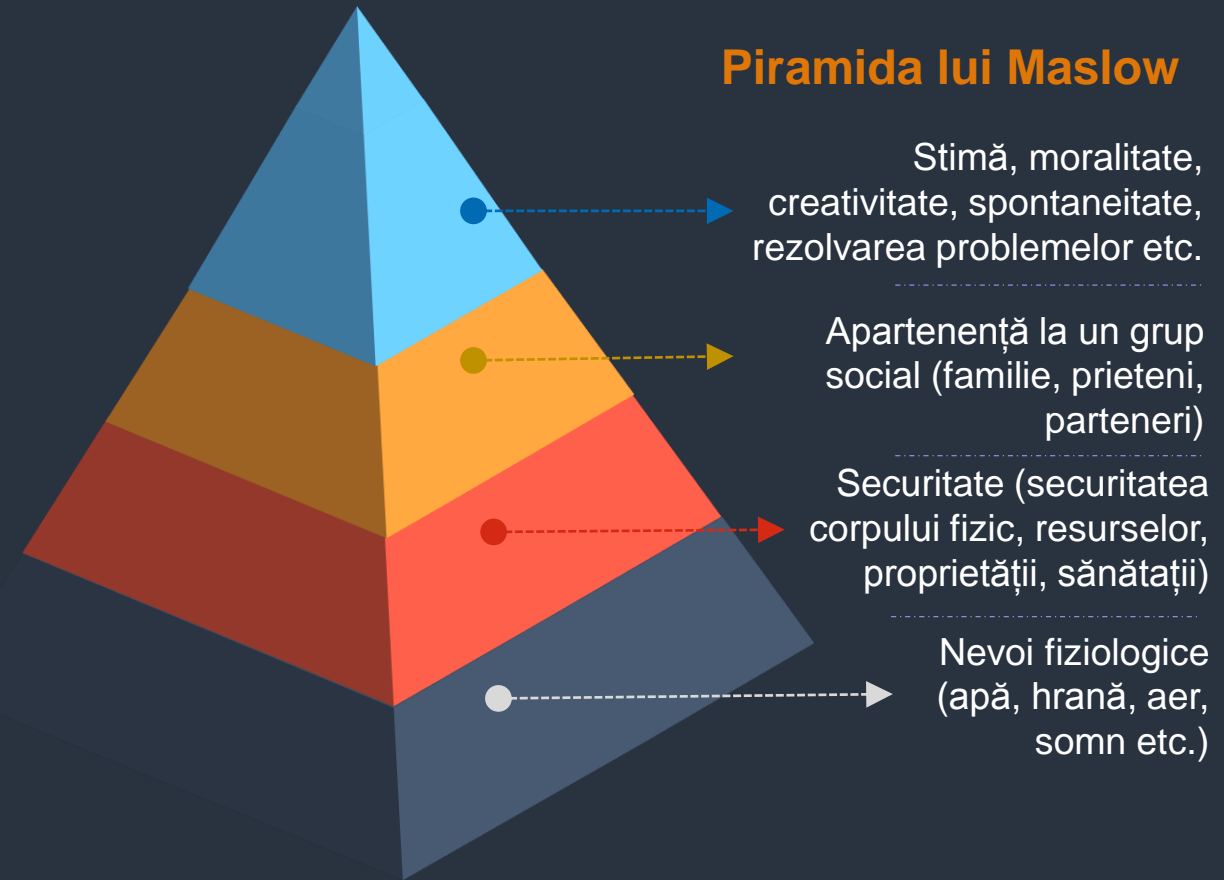 Piramida lui Maslow
Stimă, moralitate,
creativitate, spontaneitate,
rezolvarea problemelor etc.
Apartenență la un grup
social (familie, prieteni,
parteneri)
Securitate (securitatea
corpului fizic, resurselor,
proprietății, sănătații)
Nevoi fiziologice
(apă, hrană, aer,
somn etc.)